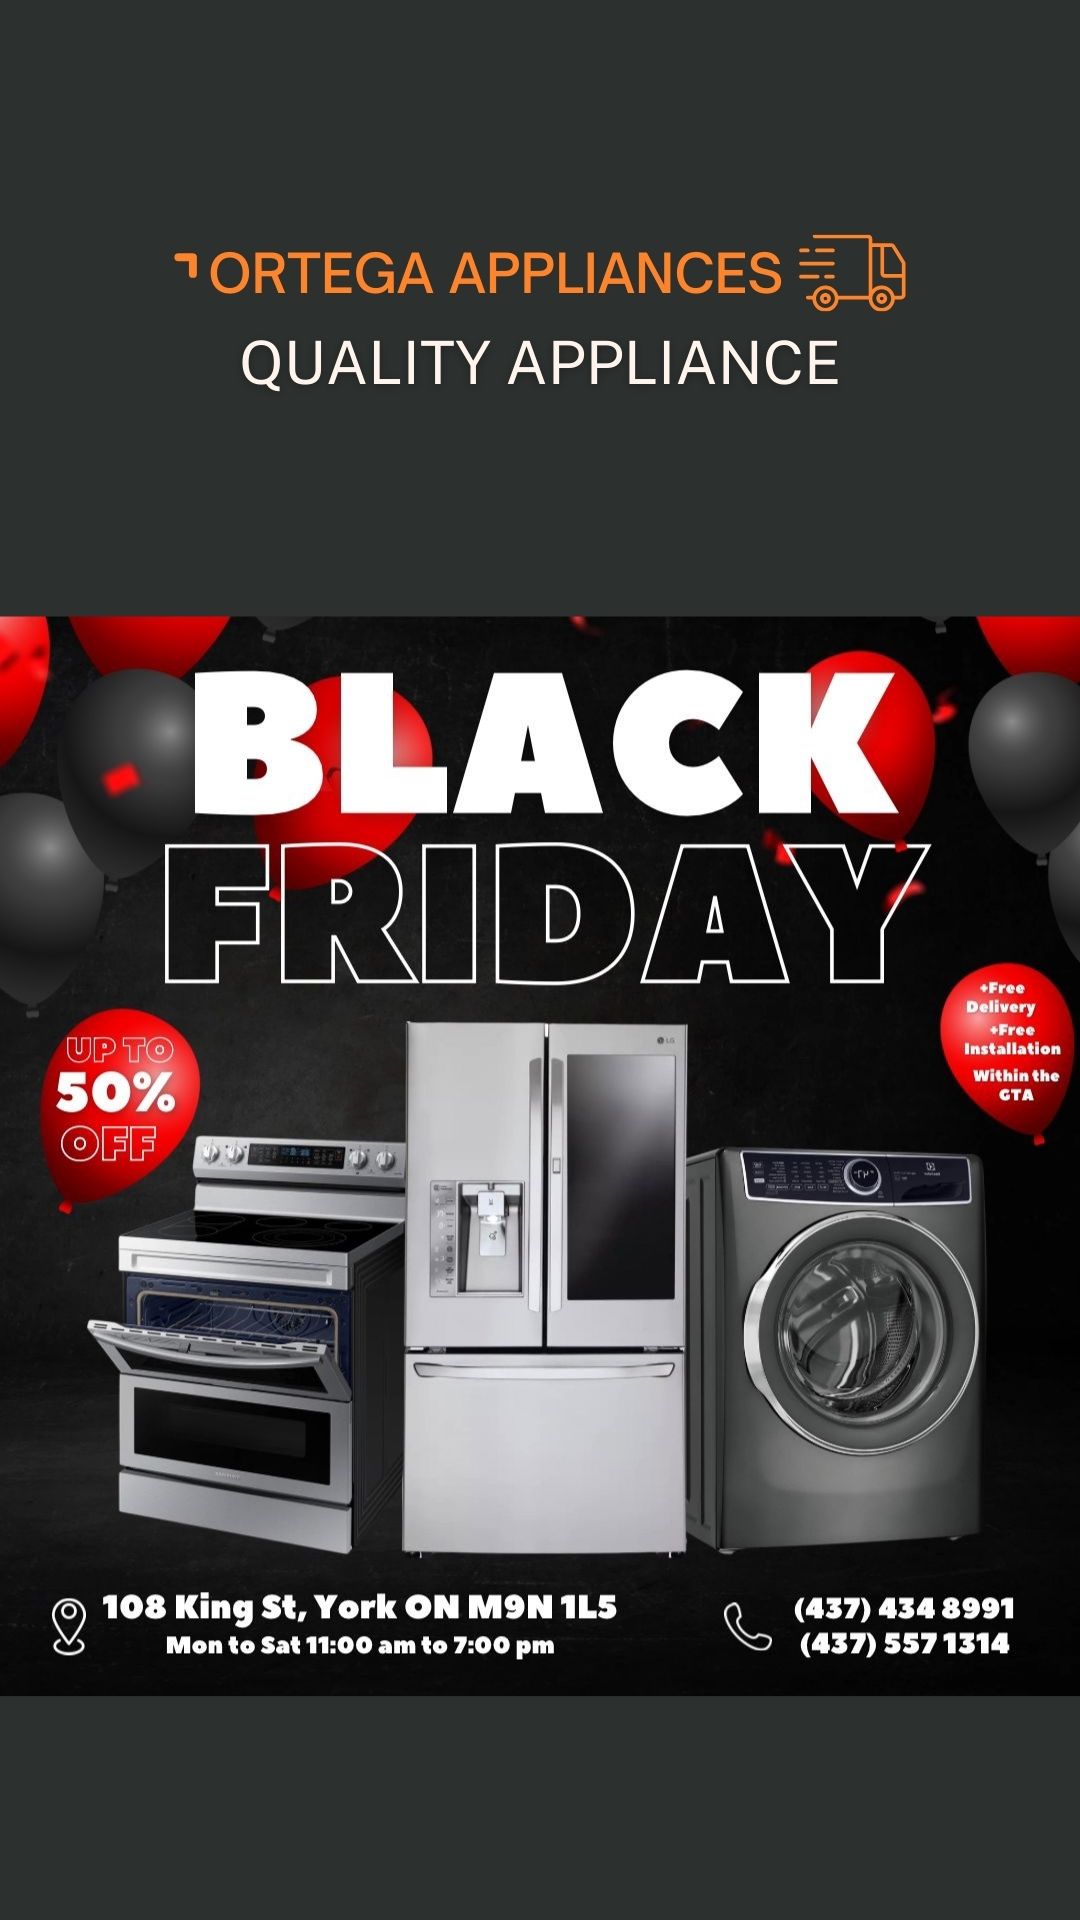 ORTEGA APPLIANCES
QUALITY APPLIANCE
BLACK
FRIDAY
+Free
Delivery
+Free
Installation
Within the
GTA
UP TO
50%
OFF
LG
108 King St, York ON M9N 1L5
Mon to Sat 11:00 am to 7:00 pm
(437) 434 8991
(437) 557 1314